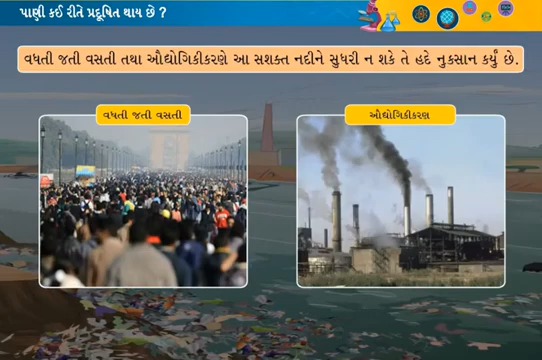 પાણી કઈ રીતે પ્રદૂષિત થાય છે ?
વધતી જતી વસતી તથા ઔદ્યોગિકીકરણે આ સશક્ત નદીને સુધરી ન શકે તે હદે નુકસાન કર્યું છે.
વધતી જતી વસતી
ઔદ્યોગિકીકરણ